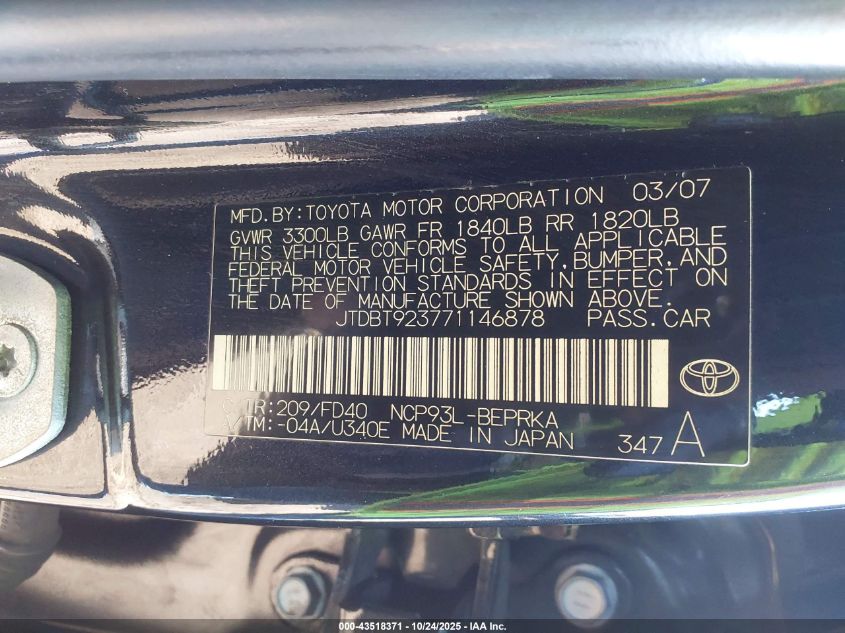 MFD.BY:TOYOTA MOTOR CORPORATION 03/07
GVWR 3300LB GAWR FR 1840LB RR 1820LB
THIS VEHICLE CONFORMS TO ALL APPLICABLE
FEDERAL MOTOR VEHICLE SAFETY,BUMPER,AND
THEFT PREVENTION STANDARDS IN EFFECT ON
THE DATE OF MANUFACTURE SHOWN ABOVE.
JTDBT923771146878 PASS.CAR
C/TR:209/FD40 NCP93L-BEPRKA
A/TM:-04A/U340E MADE IN JAPAN 347 A
000-43518371 - 10/24/2025 - IAA Inc.